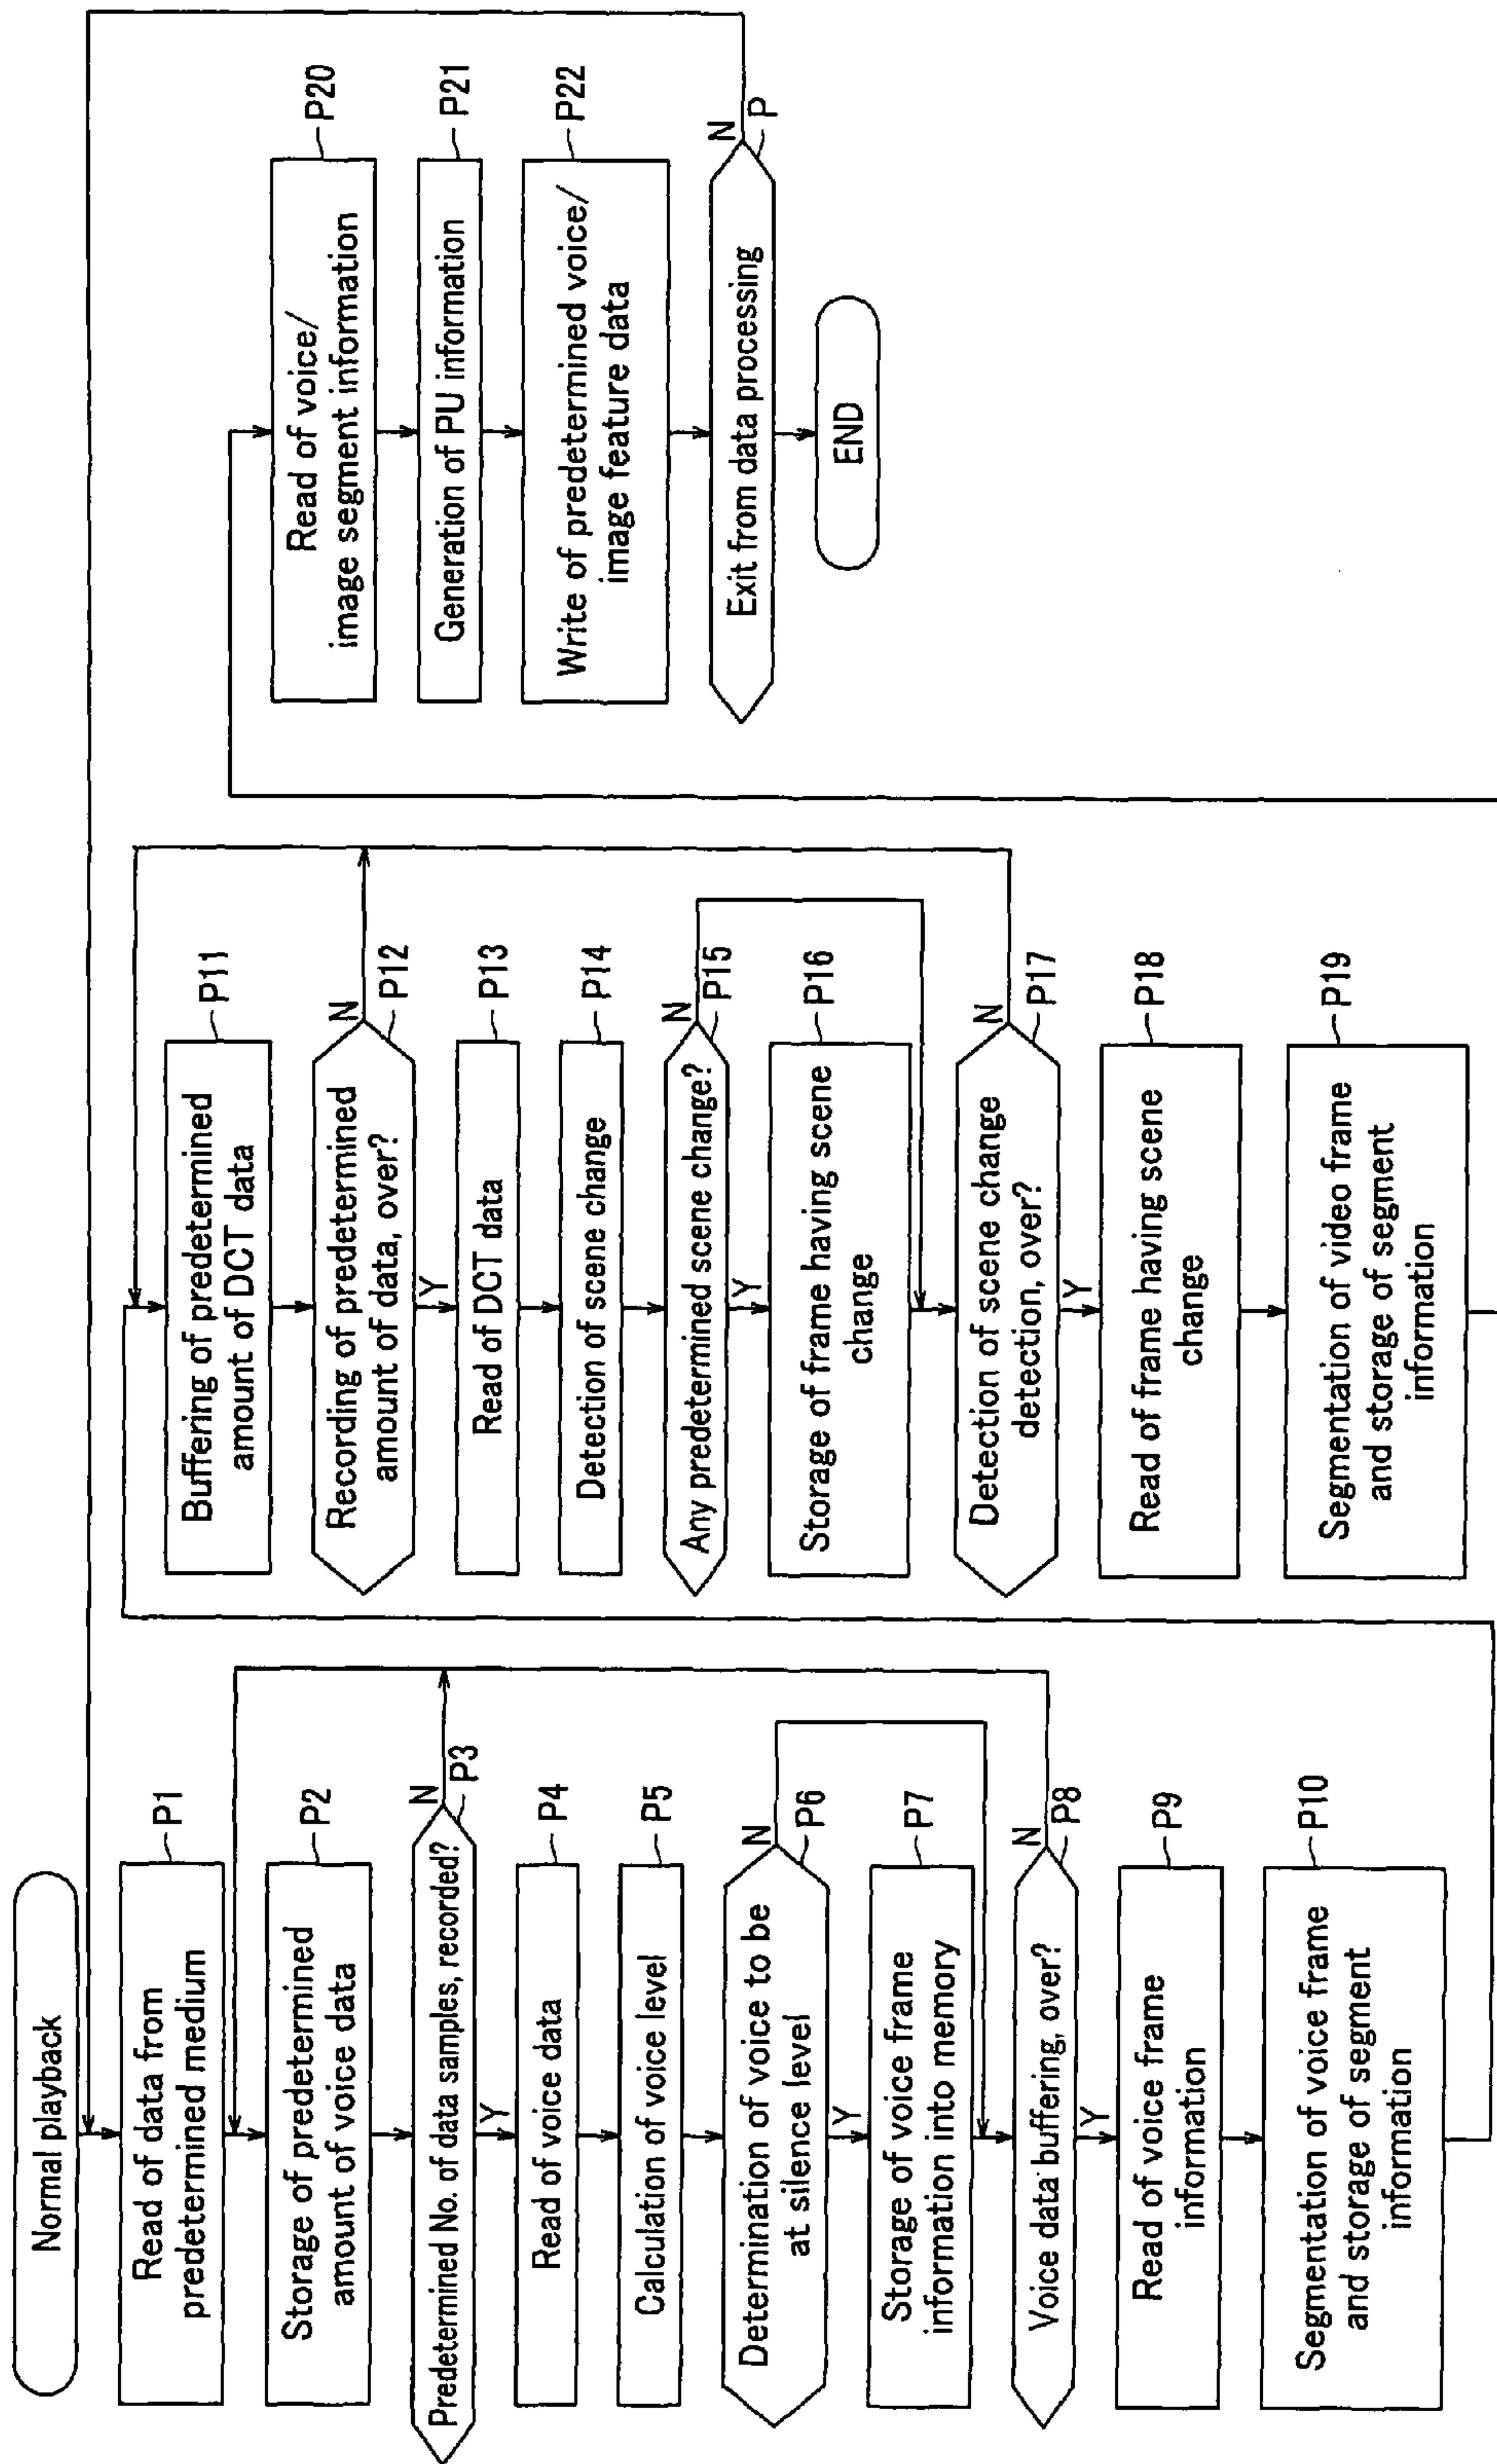 Normal playback
Read of data from
predetermined medium
P1
Storage of predetermined
amount of voice data
P2
Predetermined No. of data samples, recorded?
N
P3
Y
Read of voice data
P4
Calculation of voice level
P5
Determination of voice to be
at silence level
N
P6
Y
Storage of voice frame
information into memory
P7
Voice data buffering, over?
N
P8
Y
Read of voice frame
information
P9
Segmentation of voice frame
and storage of segment
information
P10
Buffering of predetermined
amount of DCT data
P11
Recording of predetermined
amount of data, over?
N
P12
Y
Read of DCT data
P13
Detection of scene change
P14
Any predetermined scene change?
N
P15
Y
Storage of frame having scene
change
P16
Detection of scene change
detection, over?
N
P17
Y
Read of frame having scene
change
P18
Segmentation of video frame
and storage of segment
information
P19
Read of voice/
image segment information
P20
Generation of PU information
P21
Write of predetermined voice/
image feature data
P22
Exit from data processing
N
P
END